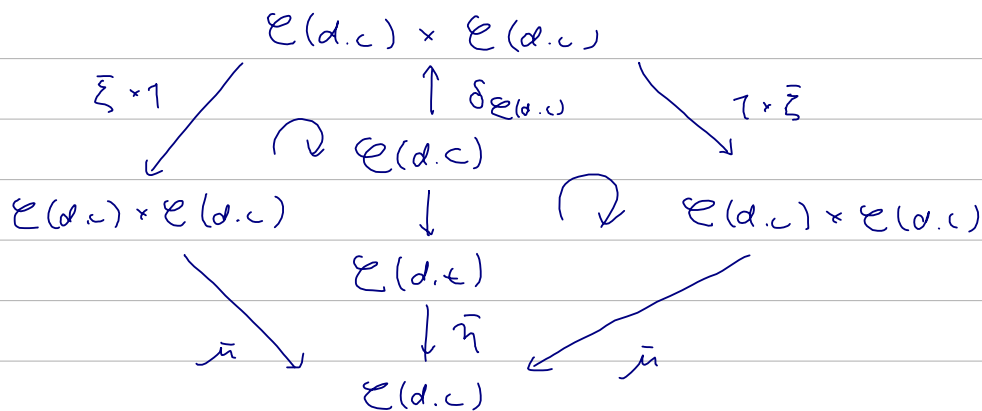 𝒞(d.c) × 𝒞(d.c)
ξ̄ × 1 ↑ δ𝒞(d.c) 1 × ξ̄
𝒞(d.c)
𝒞(d.c) × 𝒞(d.c) ↓ 𝒞(d.c) × 𝒞(d.c)
𝒞(d.t)
μ̄ ↓ η̄ μ̄
𝒞(d.c)